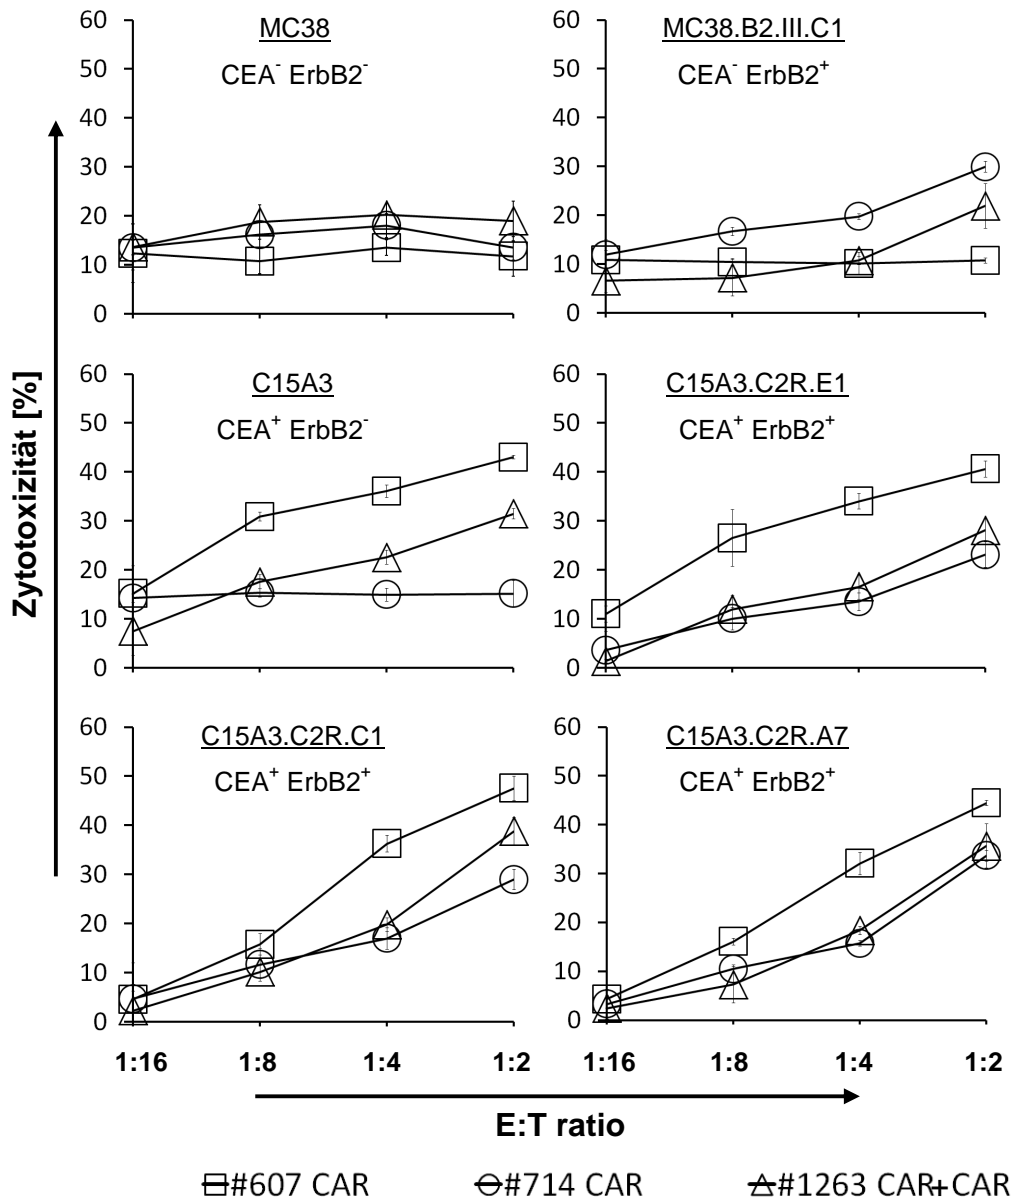 MC38
CEA⁻ ErbB2⁻
60
50
40
30
20
10
0
MC38.B2.III.C1
CEA⁻ ErbB2⁺
60
50
40
30
20
10
0
Zytotoxizität [%]
C15A3
CEA⁺ ErbB2⁻
60
50
40
30
20
10
0
C15A3.C2R.E1
CEA⁺ ErbB2⁺
60
50
40
30
20
10
0
C15A3.C2R.C1
CEA⁺ ErbB2⁺
60
50
40
30
20
10
0
1:16 1:8 1:4 1:2
C15A3.C2R.A7
CEA⁺ ErbB2⁺
60
50
40
30
20
10
0
1:16 1:8 1:4 1:2
E:T ratio
#607 CAR #714 CAR #1263 CAR+CAR